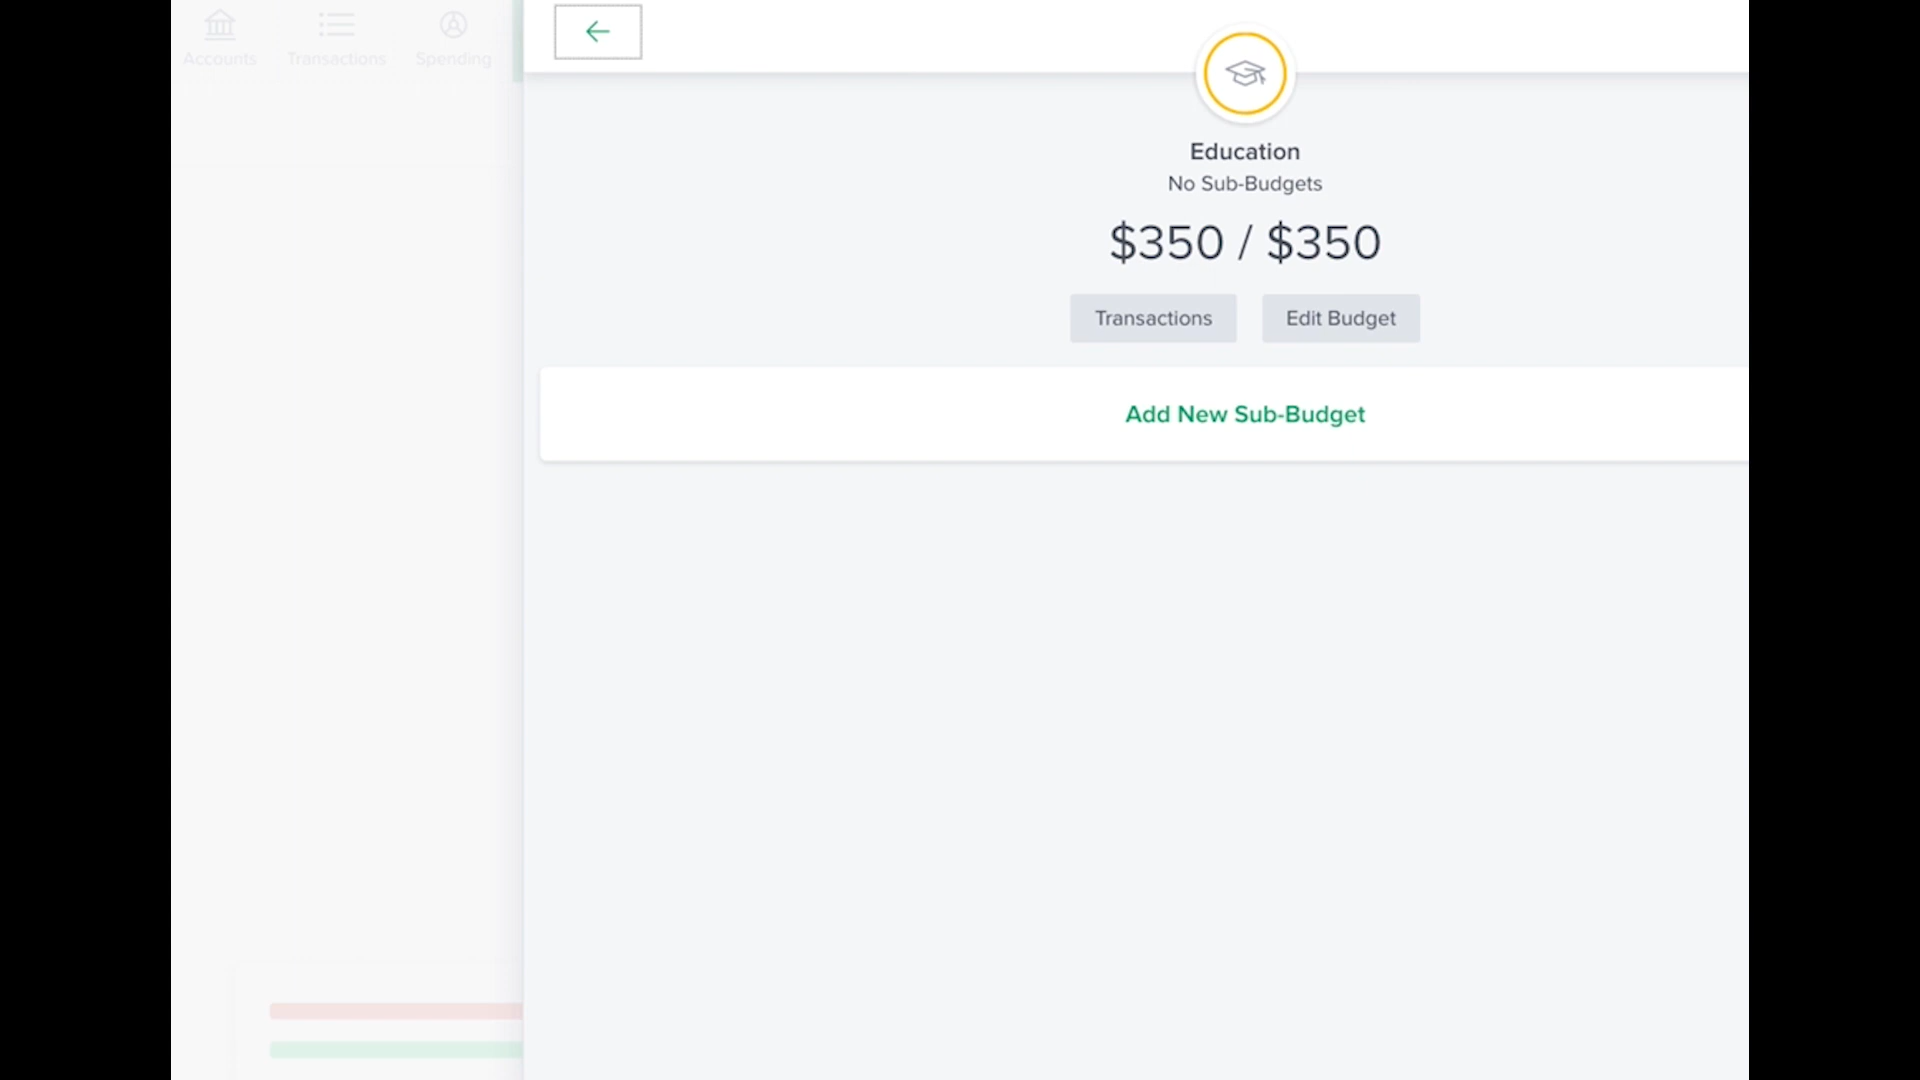 Accounts
Transactions
Spending
Education
No Sub-Budgets
$350 / $350
Transactions
Edit Budget
Add New Sub-Budget